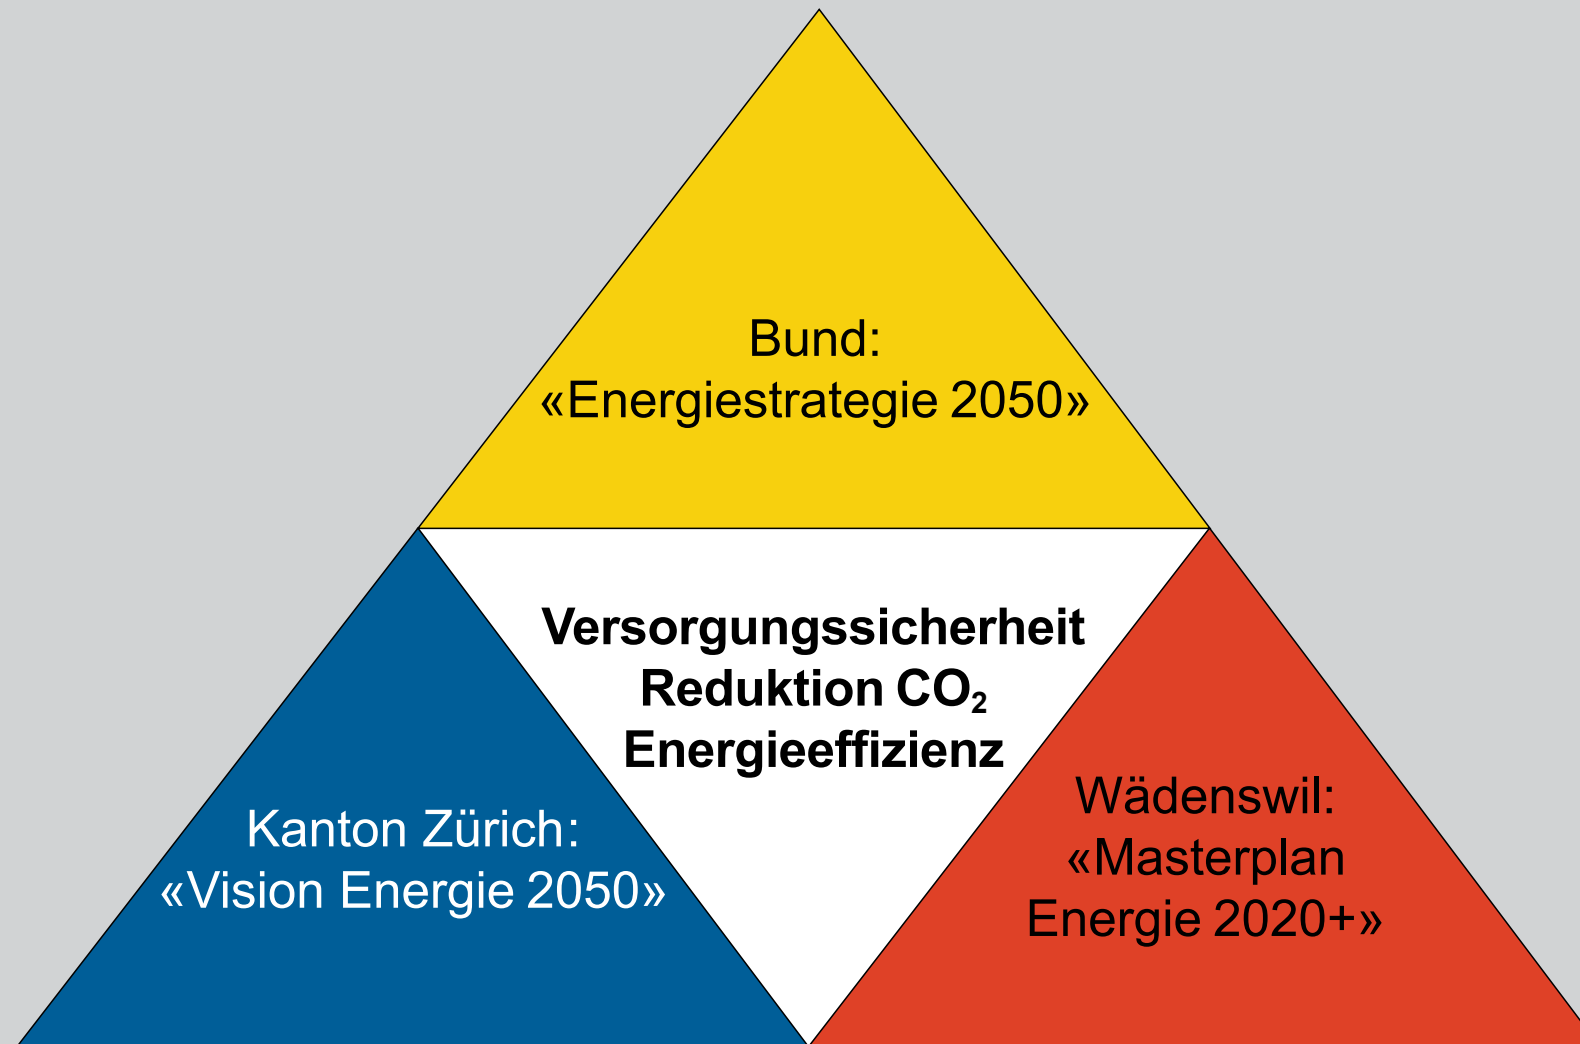 Bund:
«Energiestrategie 2050»
Versorgungssicherheit
Reduktion CO₂
Energieeffizienz
Kanton Zürich:
«Vision Energie 2050»
Wädenswil:
«Masterplan
Energie 2020+»